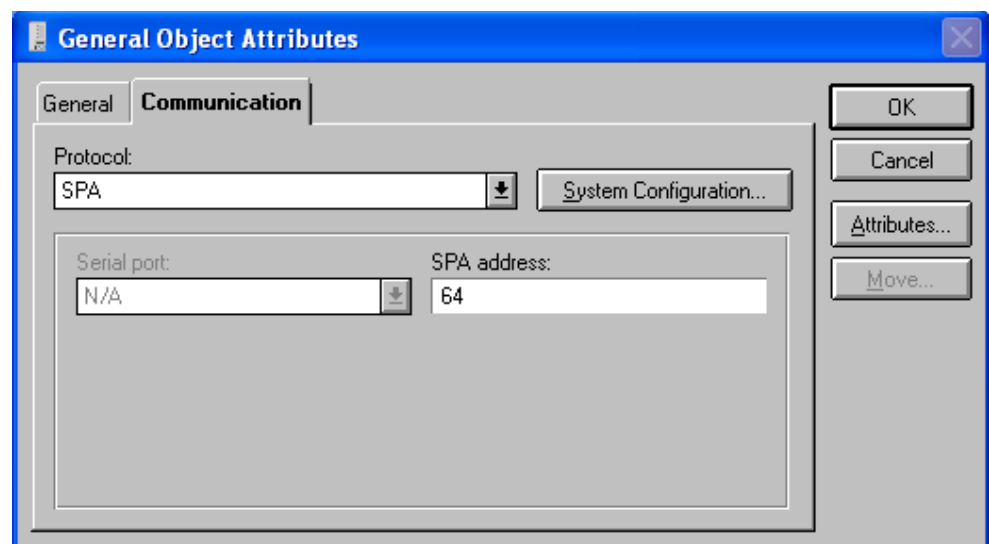 General Object Attributes
General
Communication
OK
Protocol:
Cancel
SPA
System Configuration...
Attributes...
Serial port:
SPA address:
Move...
N/A
64